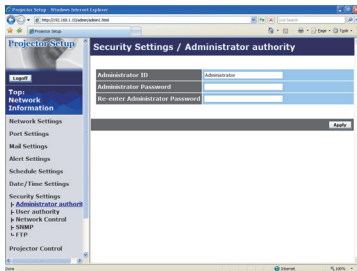 Projector Setup - Windows Internet Explorer
http://192.168.1.10/admin/admin1.html
Live Search
Projector Setup
Page
Tools
Projector Setup
Logoff
Top:
Network
Information
Network Settings
Port Settings
Mail Settings
Alert Settings
Schedule Settings
Date/Time Settings
Security Settings
Administrator authorit
User authority
Network Control
SNMP
FTP
Projector Control
Security Settings / Administrator authority
Administrator ID
Administrator
Administrator Password
Re-enter Administrator Password
Apply
Done
Internet
100%